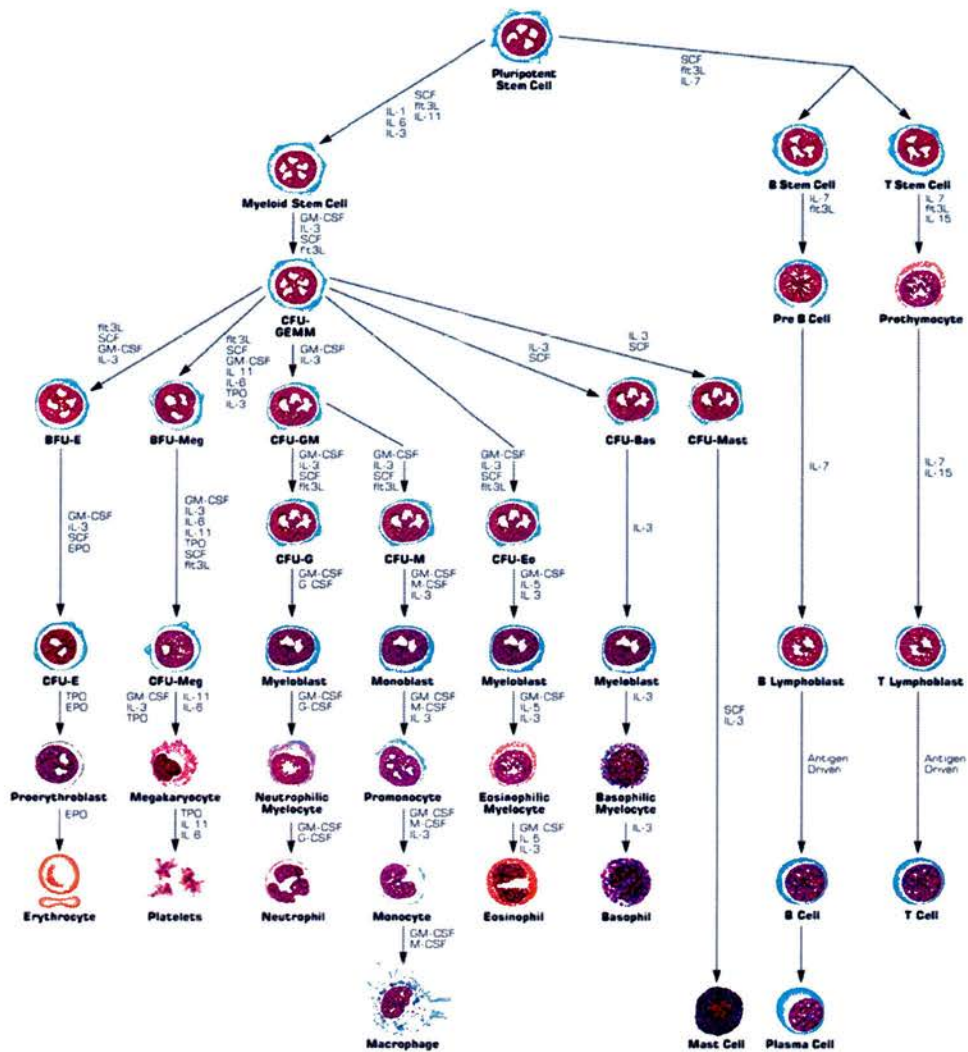 Pluripotent
Stem Cell
SCF
flt3L
IL-7
SCF
flt3L
IL-11
IL-1
IL 6
IL-3
Myeloid Stem Cell
B Stem Cell
T Stem Cell
GM-CSF
IL-3
SCF
flt3L
IL-7
flt3L
IL 7
flt3L
IL 15
CFU-
GEMM
Pre B Cell
Prothymocyte
flt3L
SCF
GM-CSF
IL-3
flt3L
SCF
GM-CSF
IL 11
IL-6
TPO
IL-3
GM-CSF
IL-3
IL-3
SCF
IL 3
SCF
BFU-E
BFU-Meg
CFU-GM
CFU-Bas
CFU-Mast
GM-CSF
IL-3
SCF
flt3L
GM-CSF
IL-3
SCF
flt3L
GM-CSF
IL 3
SCF
flt3L
IL-7
IL-7
IL-15
GM-CSF
IL-3
SCF
EPO
GM-CSF
IL-3
IL-6
IL-11
TPO
SCF
flt3L
IL-3
CFU-G
CFU-M
CFU-Eo
GM-CSF
G CSF
GM-CSF
M-CSF
IL-3
GM-CSF
IL-5
IL 3
CFU-E
CFU-Meg
Myeloblast
Monoblast
Myeloblast
Myeloblast
B Lymphoblast
T Lymphoblast
TPO
EPO
GM CSF
IL-3
TPO
IL-11
IL-6
GM-CSF
G-CSF
GM-CSF
M-CSF
IL 3
GM-CSF
IL-5
IL-3
IL-3
SCF
IL-3
Antigen
Driven
Antigen
Driven
Proerythroblast
Megakaryocyte
Neutrophilic
Myelocyte
Promonocyte
Eosinophilic
Myelocyte
Basophilic
Myelocyte
EPO
TPO
IL 11
IL 6
GM-CSF
G-CSF
GM-CSF
M-CSF
IL-3
GM CSF
IL 5
IL 3
IL-3
Erythrocyte
Platelets
Neutrophil
Monocyte
Eosinophil
Basophil
B Cell
T Cell
GM-CSF
M-CSF
Macrophage
Mast Cell
Plasma Cell